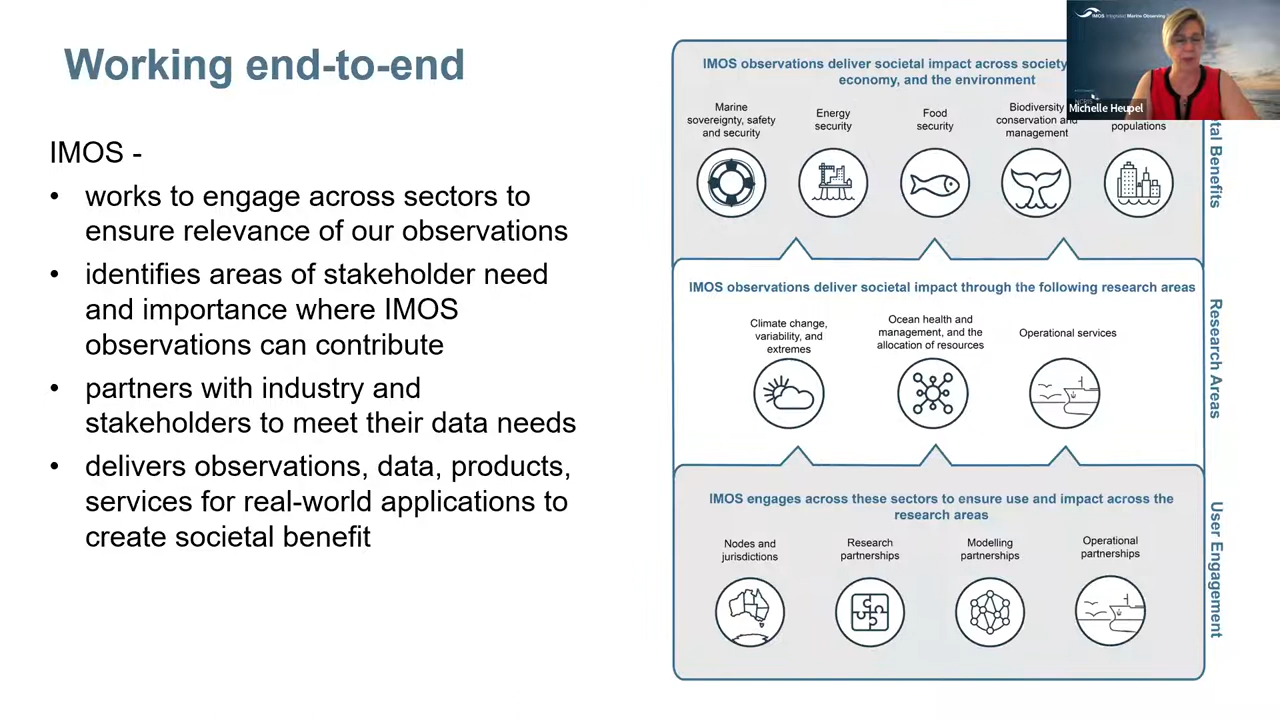 Working end-to-end
IMOS -
• works to engage across sectors to
ensure relevance of our observations
• identifies areas of stakeholder need
and importance where IMOS
observations can contribute
• partners with industry and
stakeholders to meet their data needs
• delivers observations, data, products,
services for real-world applications to
create societal benefit
IMOS observations deliver societal impact across society
economy, and the environment
Marine
sovereignty, safety
and security
Energy
security
Food
security
Biodiversity
conservation and
management
populations
Benefits
IMOS observations deliver societal impact through the following research areas
Climate change,
variability, and
extremes
Ocean health and
management, and the
allocation of resources
Operational services
Research Areas
IMOS engages across these sectors to ensure use and impact across the
research areas
Nodes and
jurisdictions
Research
partnerships
Modelling
partnerships
Operational
partnerships
User Engagement
IMOS Integrated Marine Observing
Michelle Heupel